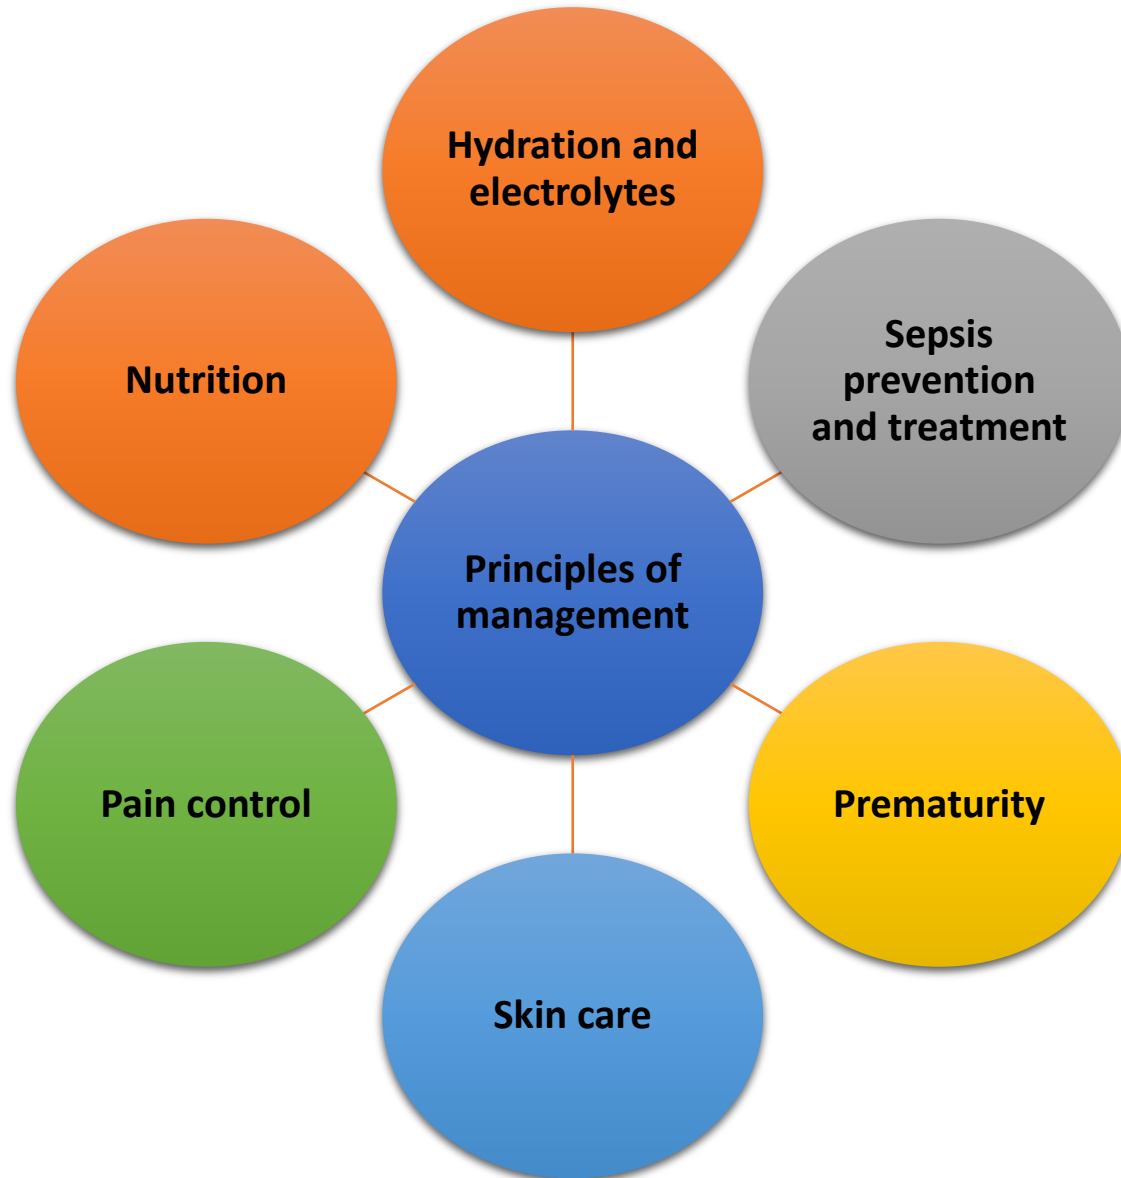 Hydration and
electrolytes
Sepsis
prevention
and treatment
Nutrition
Principles of
management
Pain control
Prematurity
Skin care